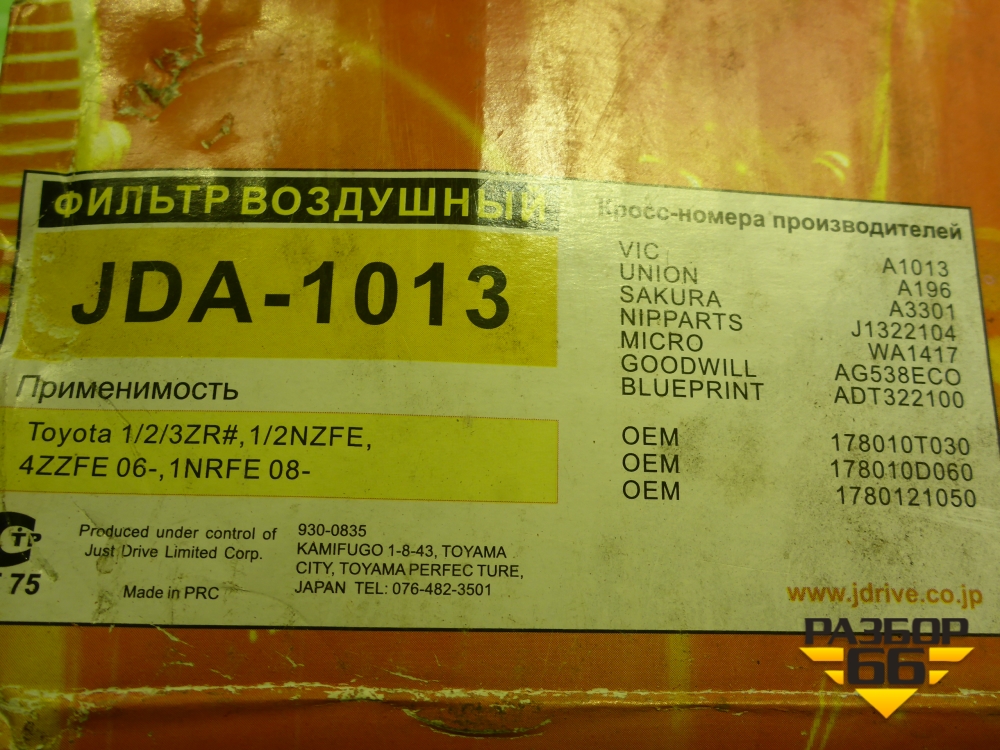 ФИЛЬТР ВОЗДУШНЫЙ
JDA-1013
Применимость
Toyota 1/2/3ZR#,1/2NZFE,
4ZZFE 06-,1NRFE 08-
Кросс-номера производителей
VIC A1013
UNION A196
SAKURA A3301
NIPPARTS J1322104
MICRO WA1417
GOODWILL AG538ECO
BLUEPRINT ADT322100
OEM 178010T030
OEM 178010D060
OEM 1780121050
75
Produced under control of
Just Drive Limited Corp.
Made in PRC
930-0835
KAMIFUGO 1-8-43, TOYAMA
CITY, TOYAMA PERFEC TURE,
JAPAN TEL: 076-482-3501
www.jdrive.co.jp
РАЗБОР
66